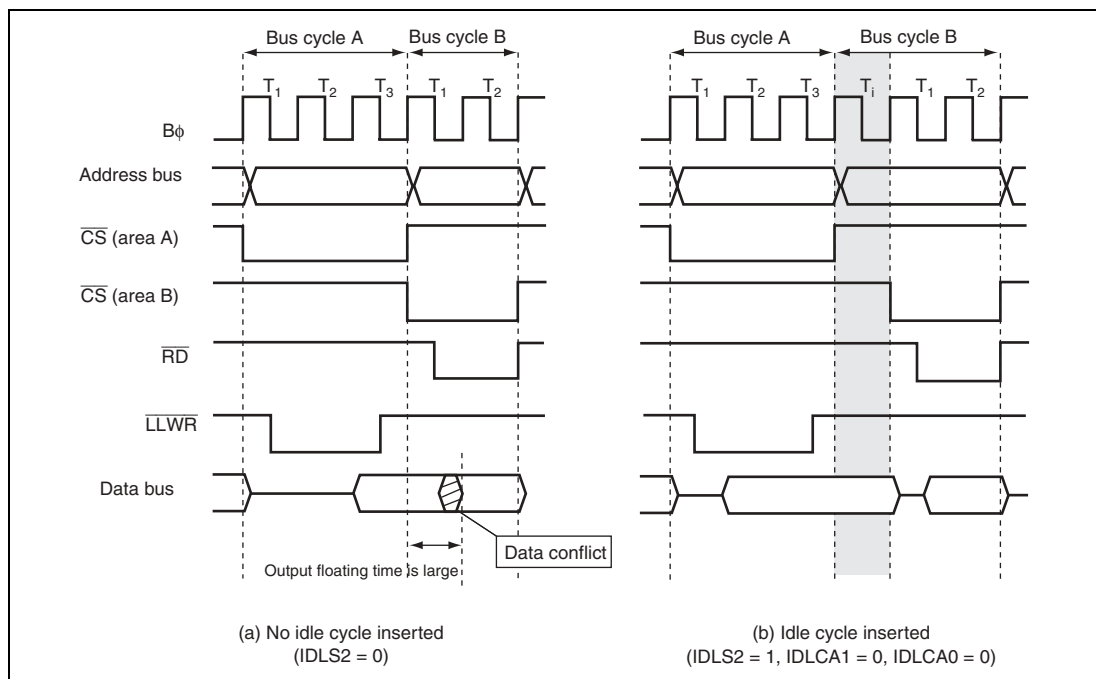 Bus cycle A Bus cycle B
T1 T2 T3 T1 T2
Bϕ
Address bus
CS (area A)
CS (area B)
RD
LLWR
Data bus
Data conflict
Output floating time is large
(a) No idle cycle inserted
(IDLS2 = 0)
Bus cycle A Bus cycle B
T1 T2 T3 Ti T1 T2
(b) Idle cycle inserted
(IDLS2 = 1, IDLCA1 = 0, IDLCA0 = 0)